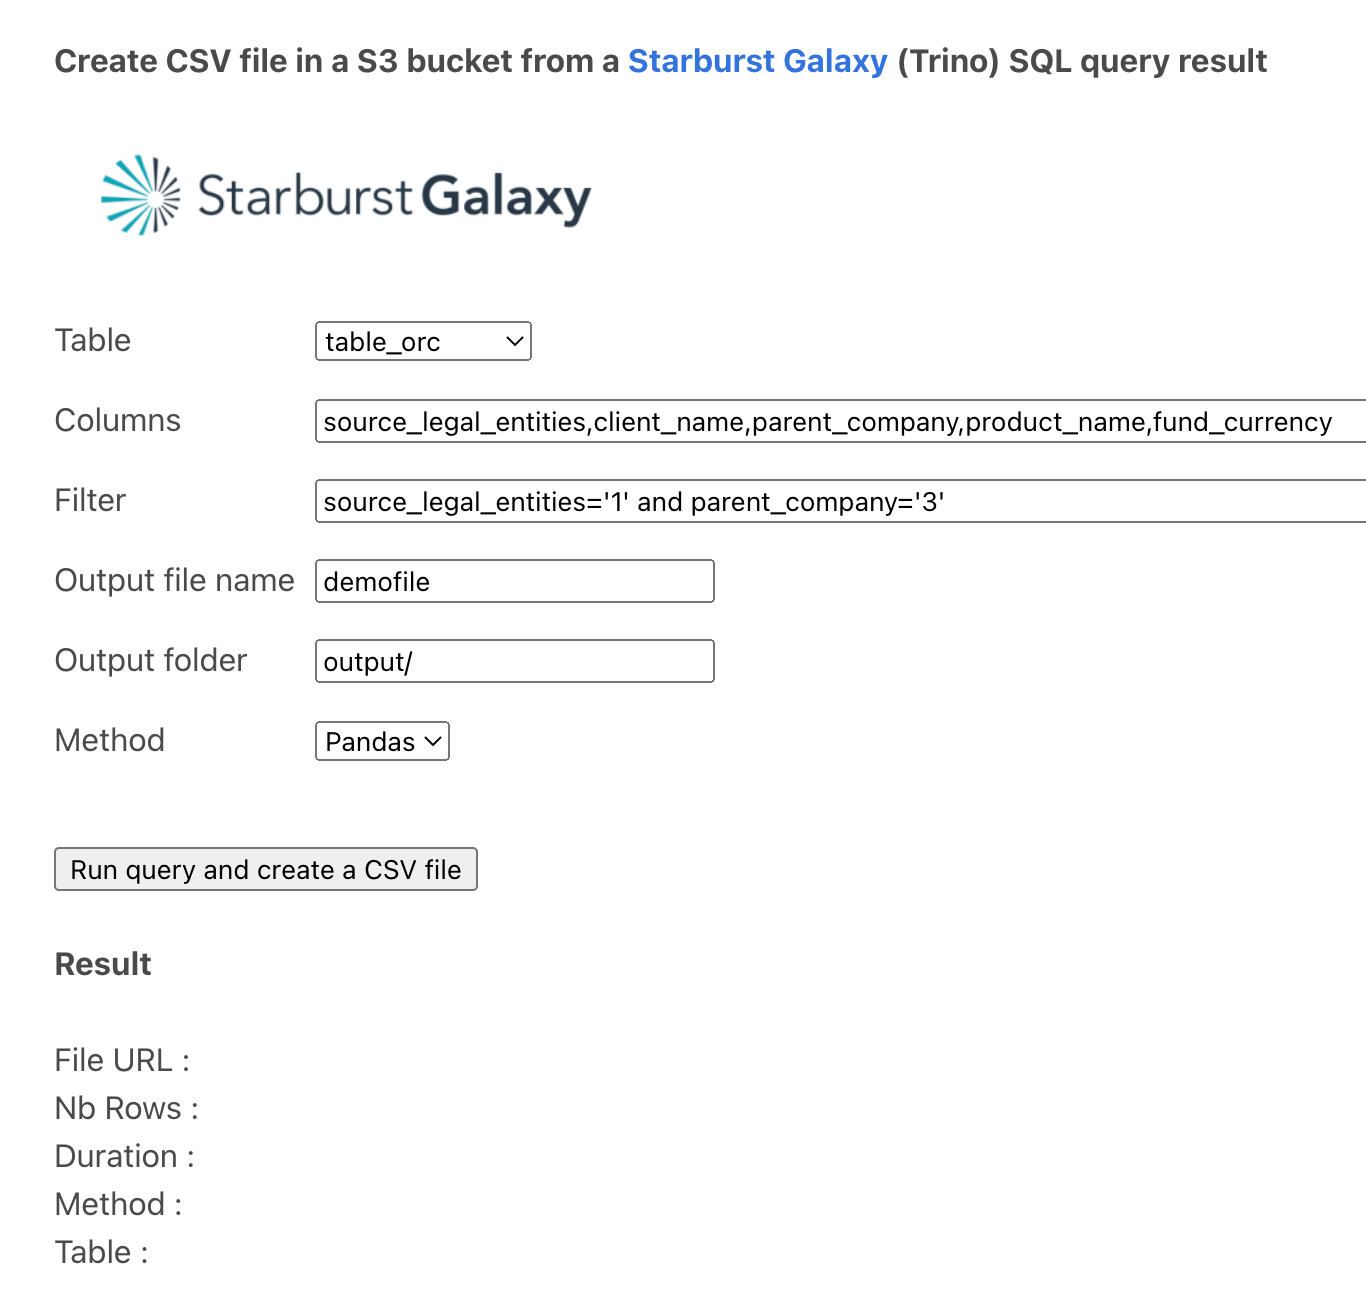 Create CSV file in a S3 bucket from a Starburst Galaxy (Trino) SQL query result
Starburst Galaxy
Table table_orc
Columns source_legal_entities,client_name,parent_company,product_name,fund_currency
Filter source_legal_entities='1' and parent_company='3'
Output file name demofile
Output folder output/
Method Pandas
Run query and create a CSV file
Result
File URL :
Nb Rows :
Duration :
Method :
Table :